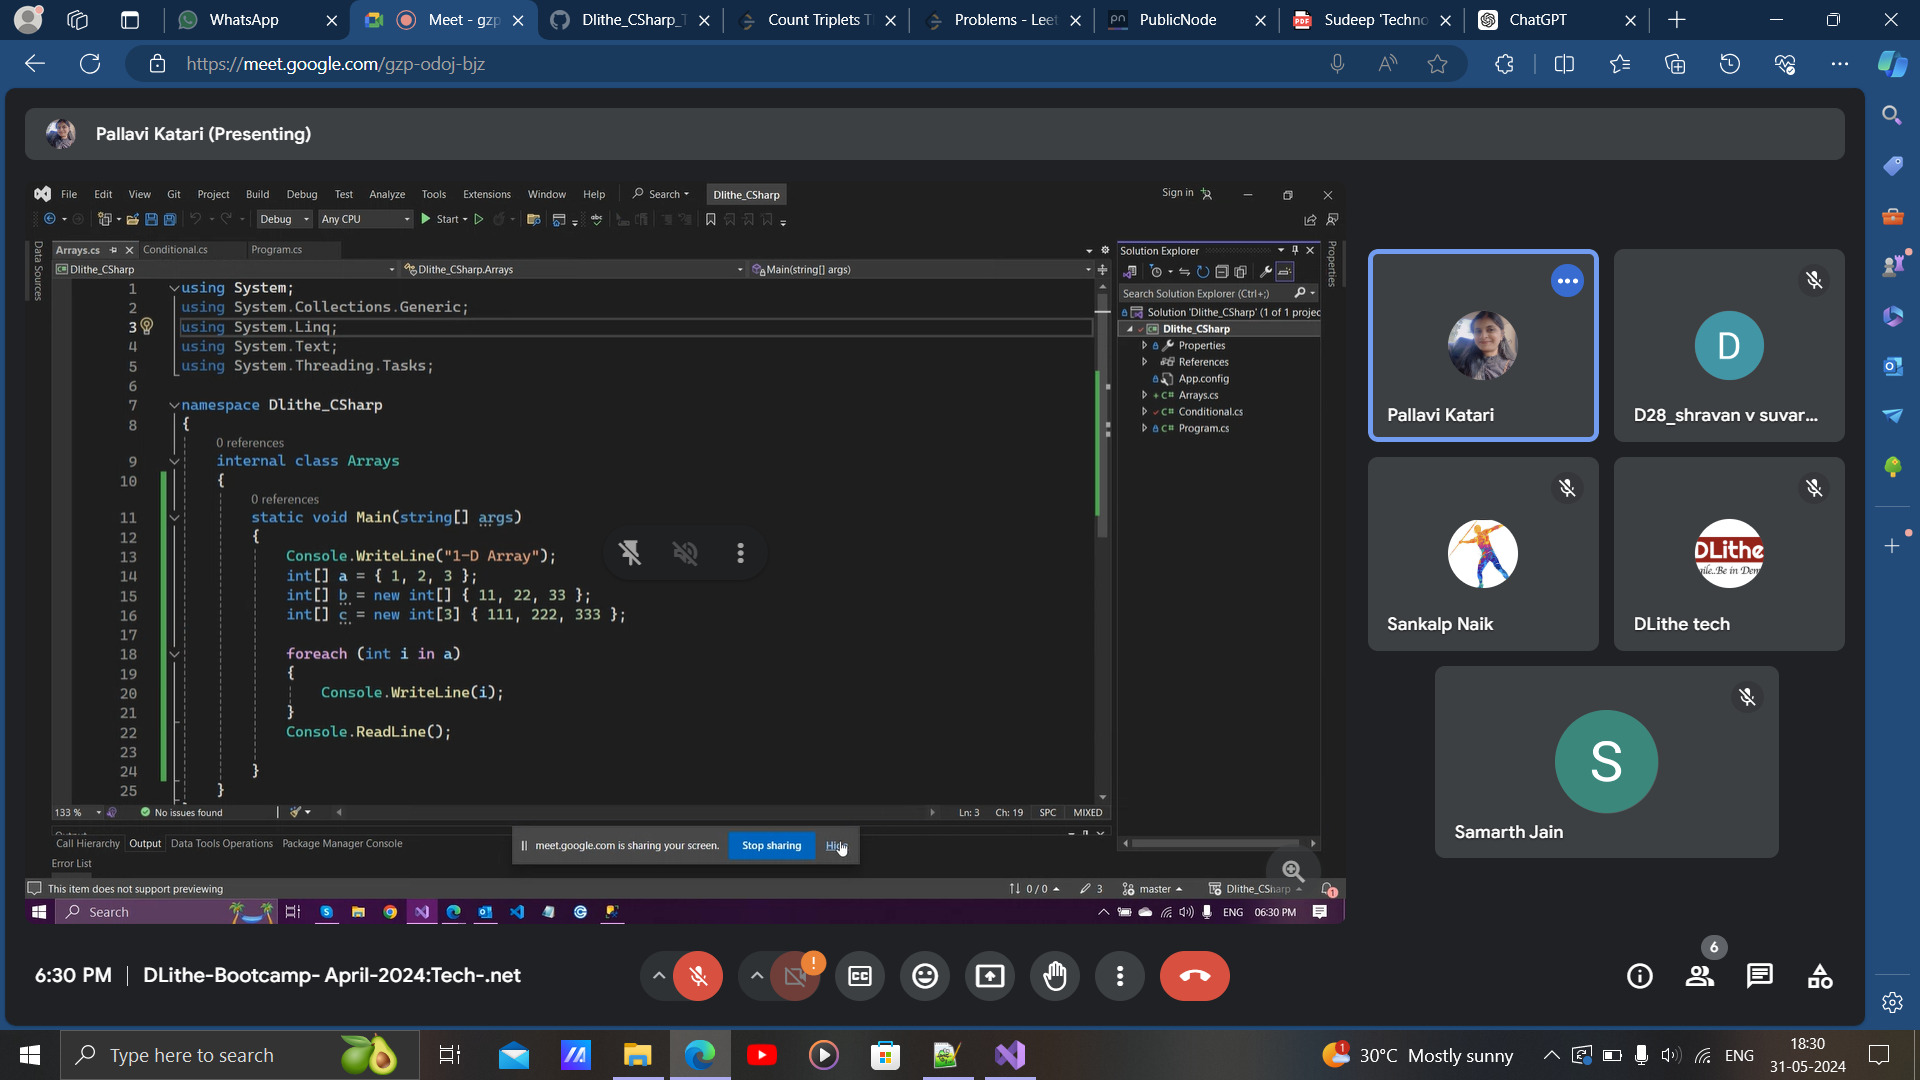 WhatsApp
Meet - gzp
Dlithe_CSharp_T
Count Triplets T
Problems - Leet
PublicNode
Sudeep 'Techno
ChatGPT
https://meet.google.com/gzp-odoj-bjz
Pallavi Katari (Presenting)
File Edit View Git Project Build Debug Test Analyze Tools Extensions Window Help Search Dlithe_CSharp Sign in
Debug Any CPU Start
Data Sources
Arrays.cs Conditional.cs Program.cs
Dlithe_CSharp Dlithe_CSharp.Arrays Main(string[] args)
1 using System;
2 using System.Collections.Generic;
3 using System.Linq;
4 using System.Text;
5 using System.Threading.Tasks;
6
7 namespace Dlithe_CSharp
8 {
0 references
9 internal class Arrays
10 {
0 references
11 static void Main(string[] args)
12 {
13 Console.WriteLine("1-D Array");
14 int[] a = { 1, 2, 3 };
15 int[] b = new int[] { 11, 22, 33 };
16 int[] c = new int[3] { 111, 222, 333 };
17
18 foreach (int i in a)
19 {
20 Console.WriteLine(i);
21 }
22 Console.ReadLine();
23
24 }
25 }
133 % No issues found Ln: 3 Ch: 19 SPC MIXED
Call Hierarchy Output Data Tools Operations Package Manager Console
Error List
meet.google.com is sharing your screen. Stop sharing Hide
This item does not support previewing
0 / 0 3 master Dlithe_CSharp 1
Search
ENG 06:30 PM
Solution Explorer
Search Solution Explorer (Ctrl+;)
Solution 'Dlithe_CSharp' (1 of 1 projec
Dlithe_CSharp
Properties
References
App.config
Arrays.cs
Conditional.cs
Program.cs
Properties
Pallavi Katari
D
D28_shravan v suvar...
Sankalp Naik
DLithe
DLithe tech
S
Samarth Jain
6:30 PM | DLithe-Bootcamp- April-2024:Tech-.net
CC
6
Type here to search
1
30°C Mostly sunny
ENG
18:30
31-05-2024